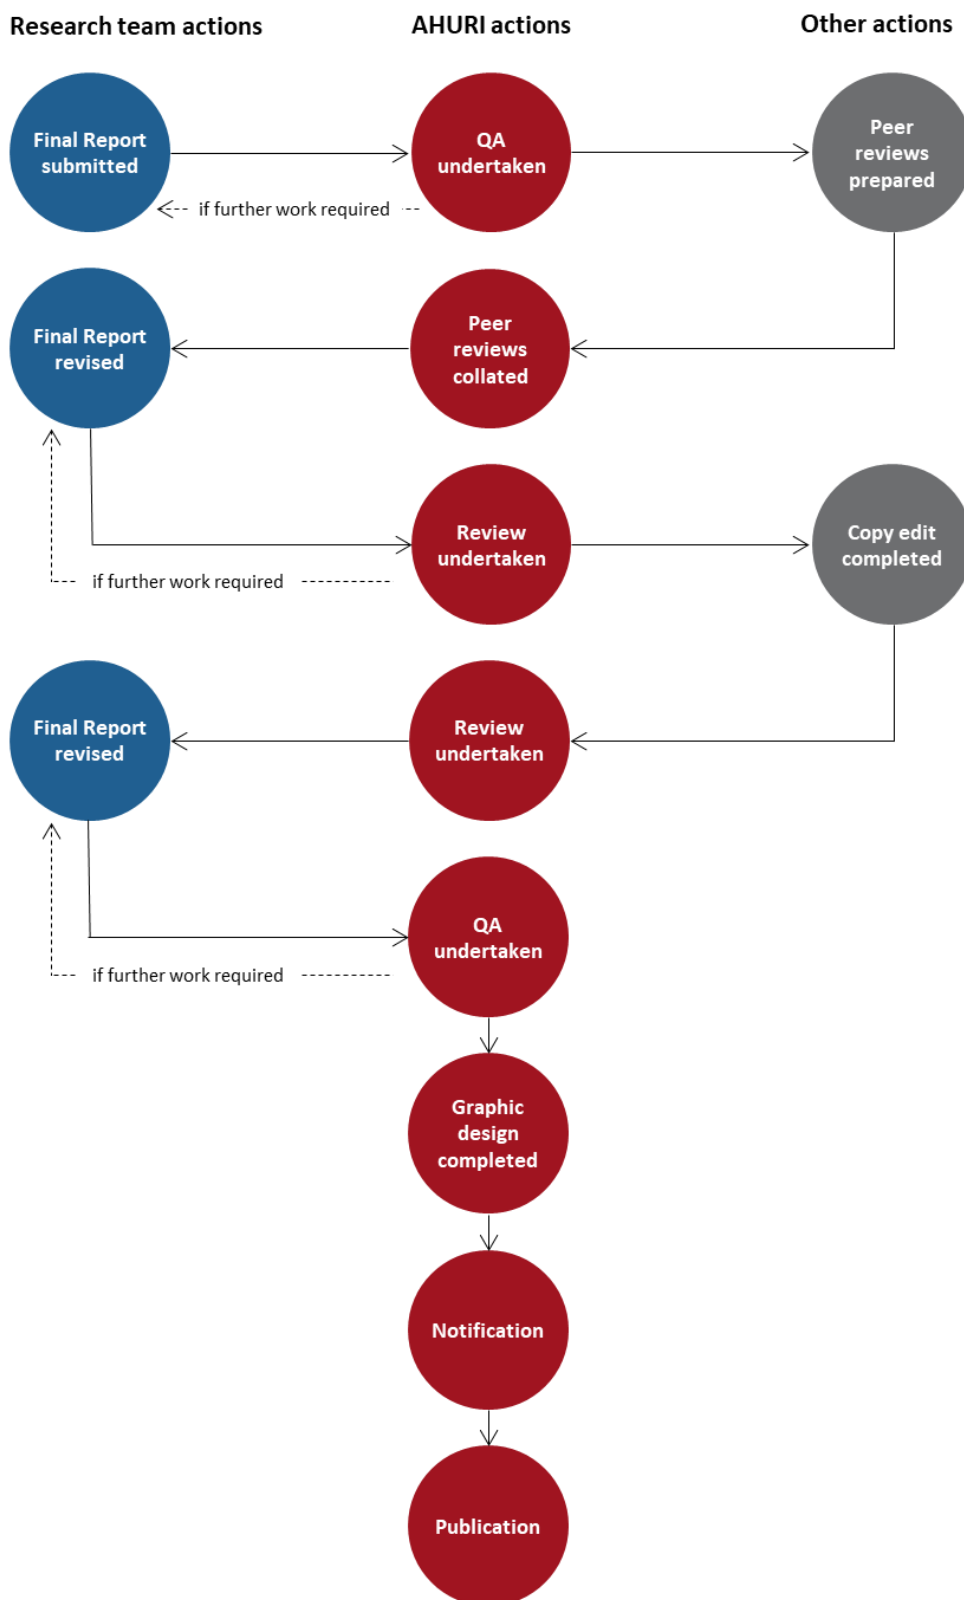 Research team actions
AHURI actions
Other actions
Final Report
submitted
QA
undertaken
Peer
reviews
prepared
if further work required
Final Report
revised
Peer
reviews
collated
Review
undertaken
Copy edit
completed
if further work required
Final Report
revised
Review
undertaken
QA
undertaken
if further work required
Graphic
design
completed
Notification
Publication